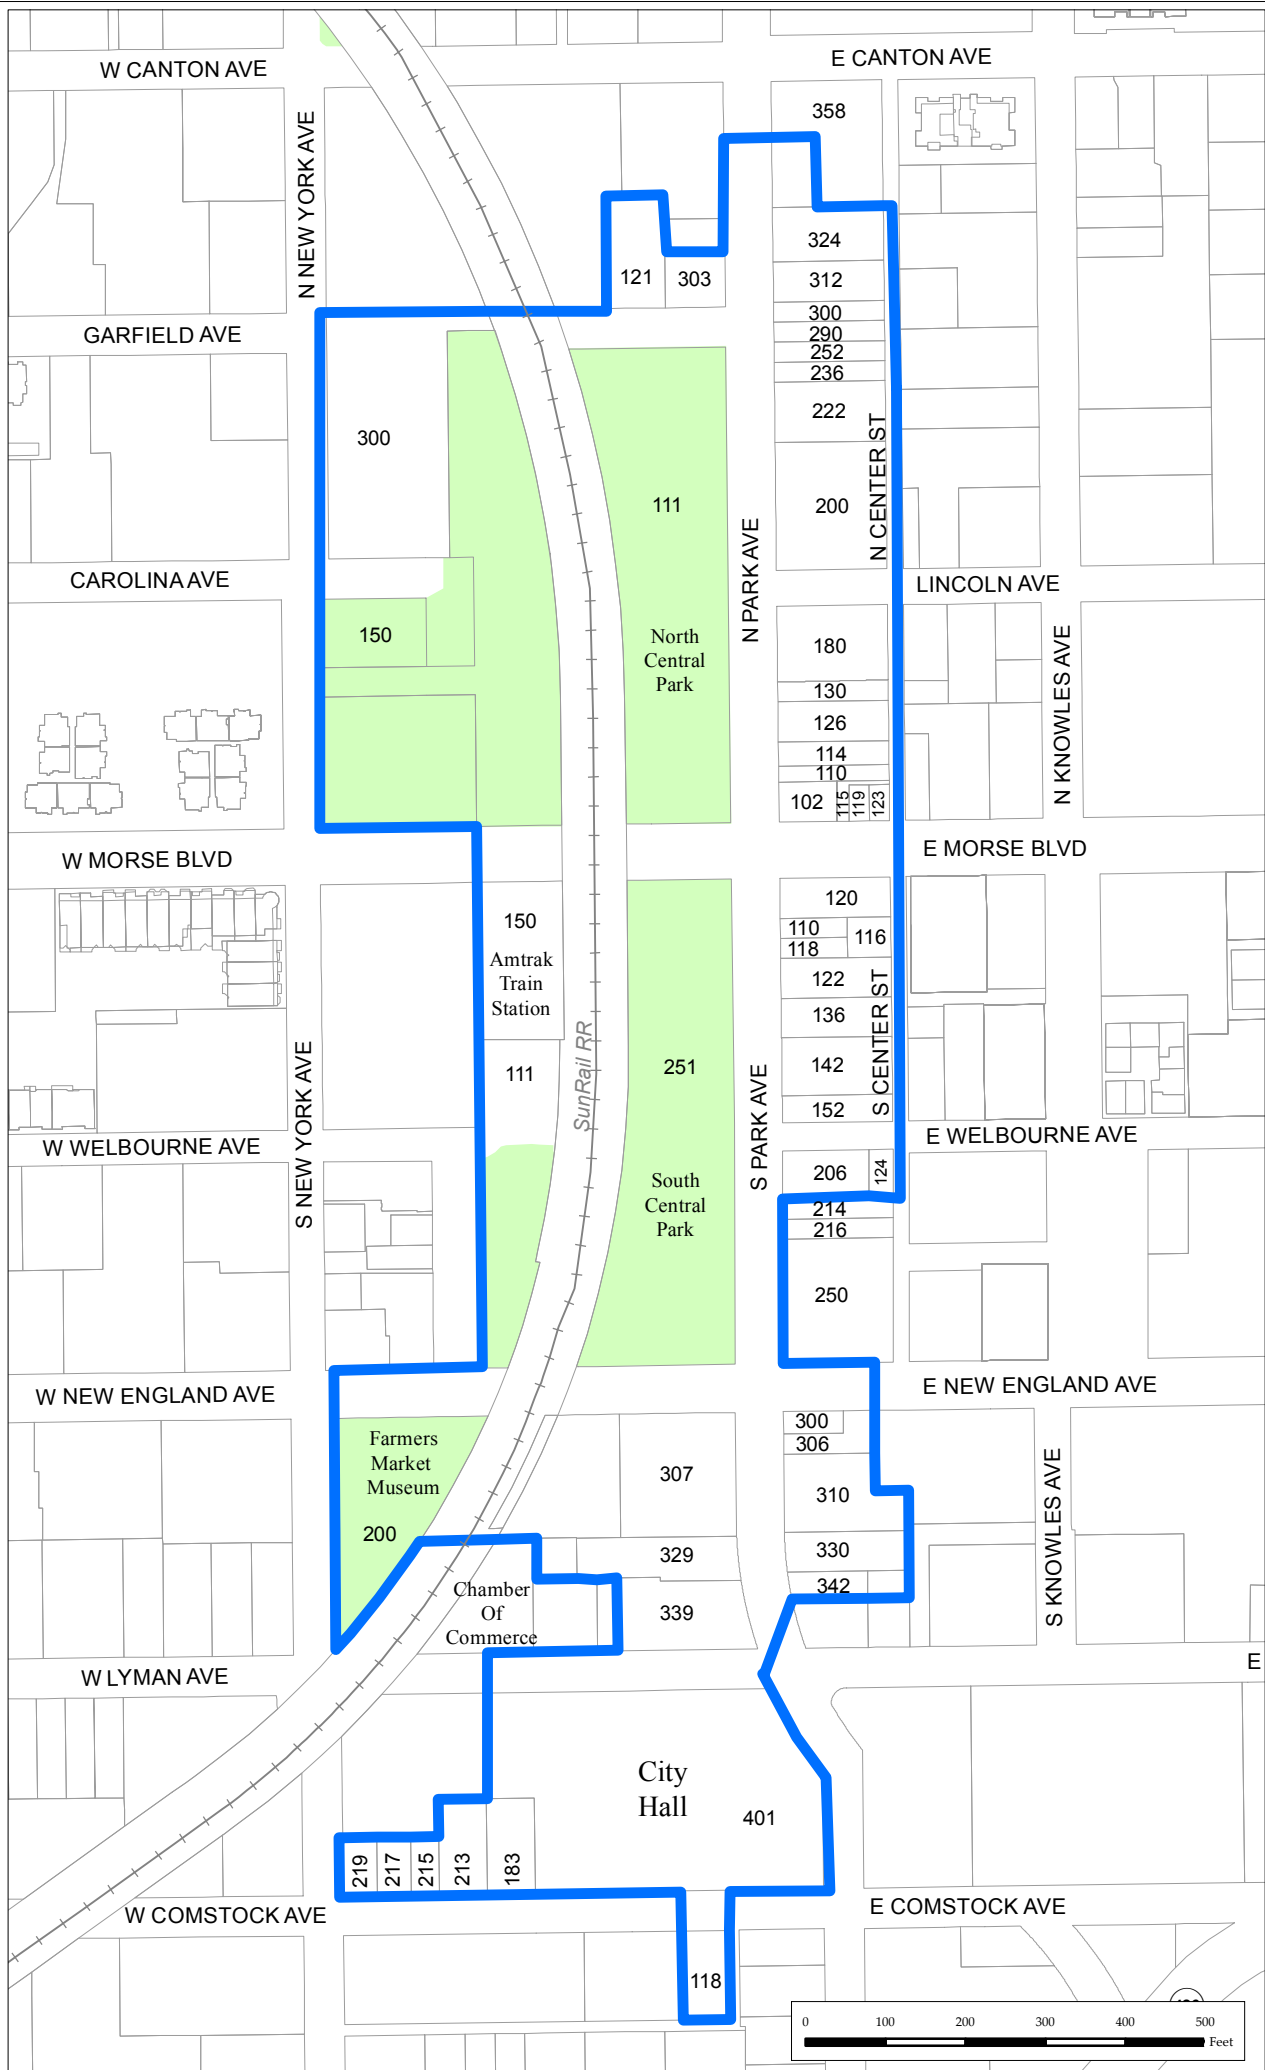 W CANTON AVE
E CANTON AVE
358
N NEW YORK AVE
324
121
303
312
300
290
252
236
222
GARFIELD AVE
300
111
200
N CENTER ST
N PARK AVE
CAROLINA AVE
LINCOLN AVE
150
North
Central
Park
180
130
126
114
110
102
115
119
123
N KNOWLES AVE
W MORSE BLVD
E MORSE BLVD
120
110
118
116
122
136
142
152
S CENTER ST
150
Amtrak
Train
Station
111
SunRail RR
251
S PARK AVE
S NEW YORK AVE
W WELBOURNE AVE
E WELBOURNE AVE
206
124
214
216
250
South
Central
Park
W NEW ENGLAND AVE
E NEW ENGLAND AVE
Farmers
Market
Museum
200
307
300
306
310
330
342
329
339
S KNOWLES AVE
Chamber
Of
Commerce
W LYMAN AVE
E
City
Hall
401
219
217
215
213
183
W COMSTOCK AVE
E COMSTOCK AVE
118
0 100 200 300 400 500
Feet